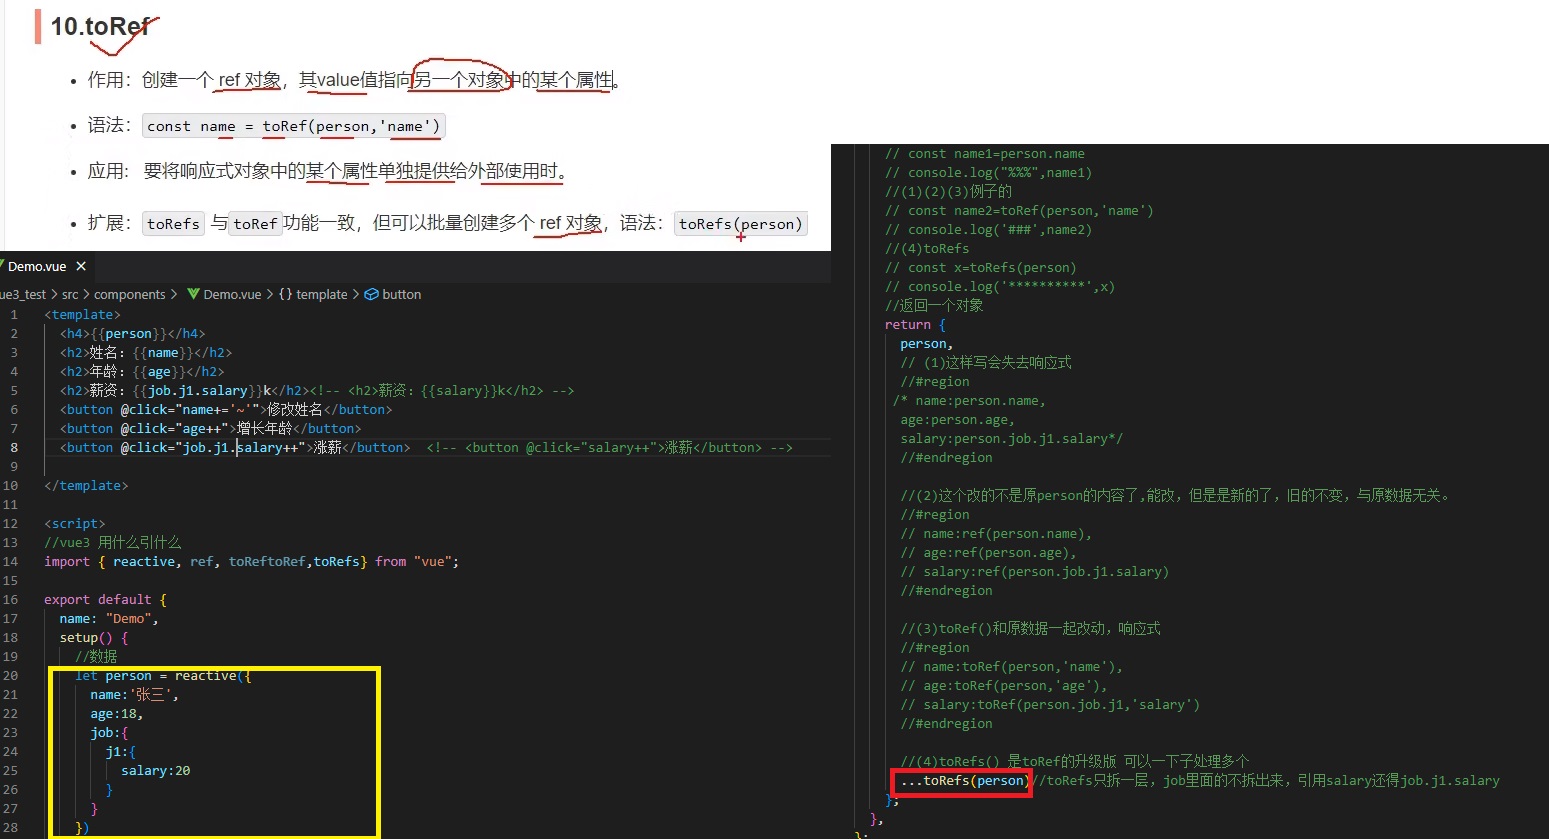 10.toRef
• 作用：创建一个 ref 对象，其value值指向另一个对象中的某个属性。
• 语法：const name = toRef(person,'name')
• 应用: 要将响应式对象中的某个属性单独提供给外部使用时。
• 扩展：toRefs 与toRef功能一致，但可以批量创建多个 ref 对象，语法：toRefs(person)
Demo.vue ×
ue3_test > src > components > Demo.vue > {} template > button
1 <template>
2 <h4>{{person}}</h4>
3 <h2>姓名：{{name}}</h2>
4 <h2>年龄：{{age}}</h2>
5 <h2>薪资：{{job.j1.salary}}k</h2><!-- <h2>薪资：{{salary}}k</h2> -->
6 <button @click="name+='~'">修改姓名</button>
7 <button @click="age++">增长年龄</button>
8 <button @click="job.j1.salary++">涨薪</button> <!-- <button @click="salary++">涨薪</button> -->
9
10 </template>
11
12 <script>
13 //vue3 用什么引什么
14 import { reactive, ref, toReftoRef,toRefs} from "vue";
15
16 export default {
17 name: "Demo",
18 setup() {
19 //数据
20 let person = reactive({
21 name:'张三',
22 age:18,
23 job:{
24 j1:{
25 salary:20
26 }
27 }
28 })
// const name1=person.name
// console.log("%%%",name1)
//(1)(2)(3)例子的
// const name2=toRef(person,'name')
// console.log('###',name2)
//(4)toRefs
// const x=toRefs(person)
// console.log('**********',x)
//返回一个对象
return {
person,
// (1)这样写会失去响应式
//#region
/* name:person.name,
age:person.age,
salary:person.job.j1.salary*/
//#endregion
//(2)这个改的不是原person的内容了,能改，但是是新的了，旧的不变，与原数据无关。
//#region
// name:ref(person.name),
// age:ref(person.age),
// salary:ref(person.job.j1.salary)
//#endregion
//(3)toRef()和原数据一起改动，响应式
//#region
// name:toRef(person,'name'),
// age:toRef(person,'age'),
// salary:toRef(person.job.j1,'salary')
//#endregion
//(4)toRefs() 是toRef的升级版 可以一下子处理多个
...toRefs(person)//toRefs只拆一层，job里面的不拆出来，引用salary还得job.j1.salary
};
},
};